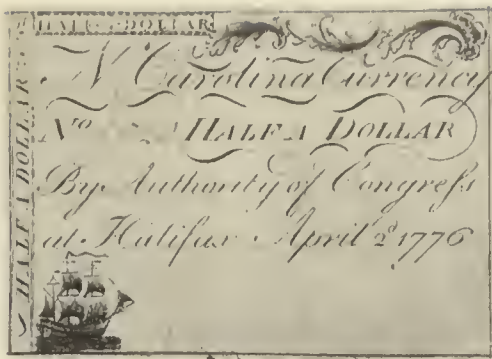 HALF A DOLLAR
HALF A DOLLAR
N Carolina Currency
No HALF A DOLLAR
By Authority of Congreſs
at Halifax April 2d 1776